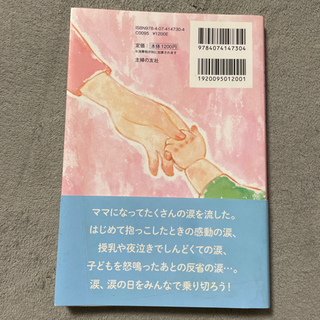 ISBN978-4-07-414730-4
C0095 ¥1200E
定価 本体1200円
主婦の友社
9784074147304
1920095012001
ママになってたくさんの涙を流した。
はじめて抱っこしたときの感動の涙、
授乳や夜泣きでしんどくての涙、
子どもを怒鳴ったあとの反省の涙…。
涙、涙の日をみんなで乗り切ろう！